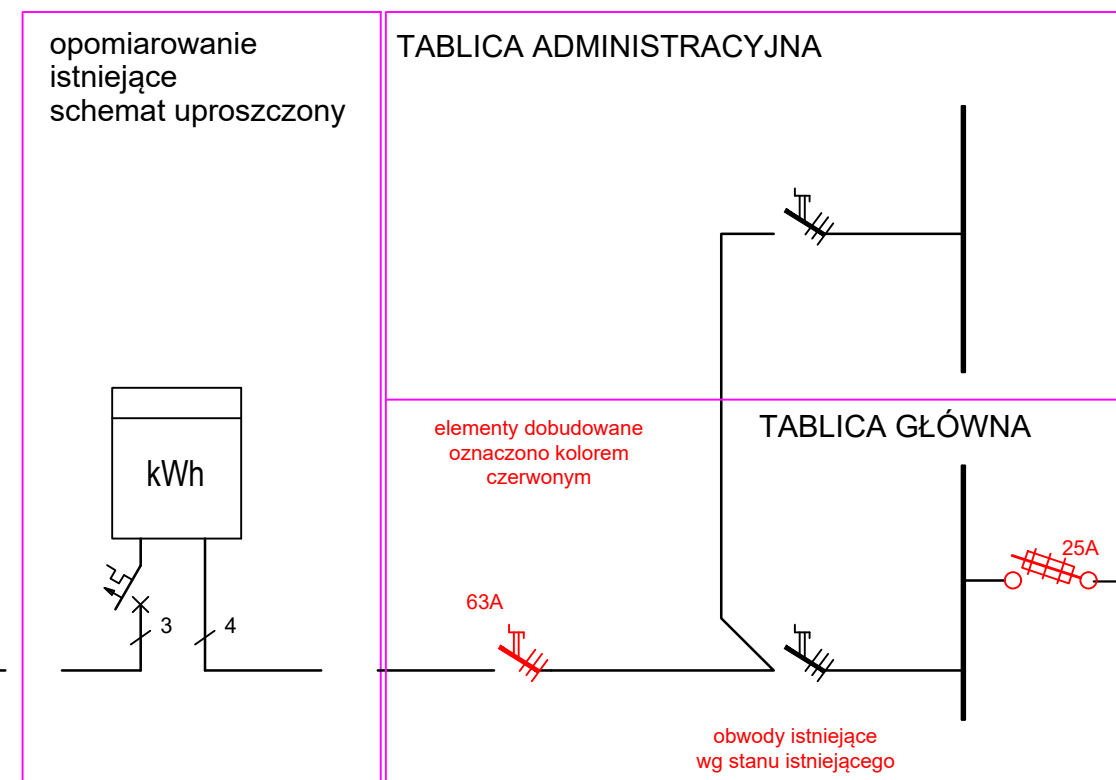 opomiarowanie
istniejące
schemat uproszczony
TABLICA ADMINISTRACYJNA
elementy dobudowane
oznaczono kolorem
czerwonym
TABLICA GŁÓWNA
kWh
25A
63A
3
4
obwody istniejące
wg stanu istniejącego